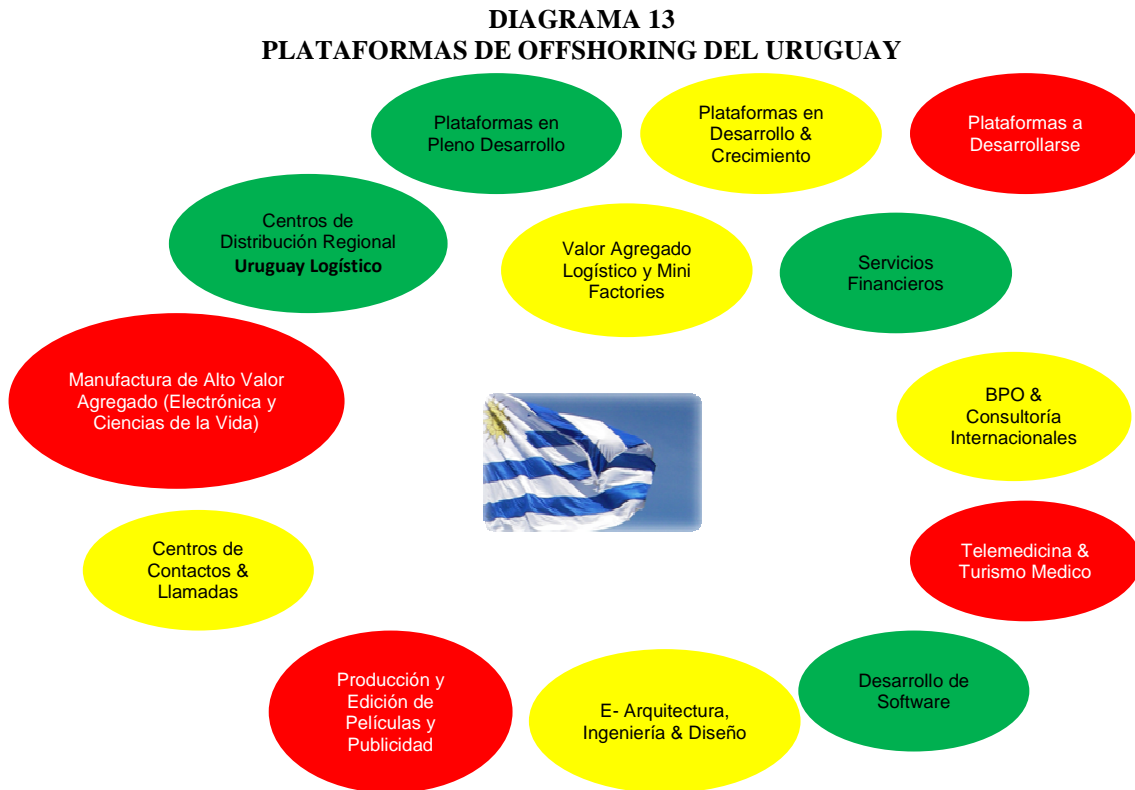 DIAGRAMA 13
PLATAFORMAS DE OFFSHORING DEL URUGUAY
Plataformas en
Pleno Desarrollo
Plataformas en
Desarrollo &
Crecimiento
Plataformas a
Desarrollarse
Centros de
Distribución Regional
Uruguay Logístico
Valor Agregado
Logístico y Mini
Factories
Servicios
Financieros
Manufactura de Alto Valor
Agregado (Electrónica y
Ciencias de la Vida)
BPO &
Consultoría
Internacionales
Centros de
Contactos &
Llamadas
Telemedicina &
Turismo Medico
Producción y
Edición de
Películas y
Publicidad
E- Arquitectura,
Ingeniería & Diseño
Desarrollo de
Software